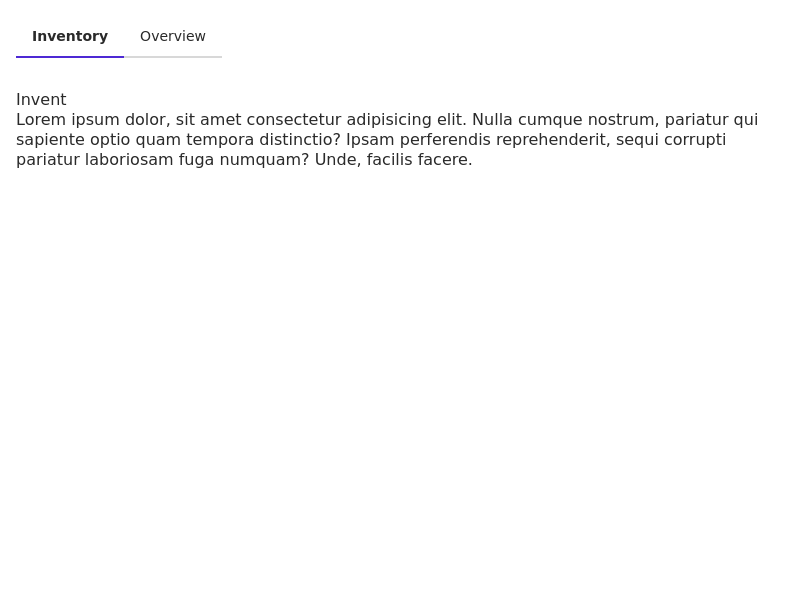 Inventory Overview
Invent
Lorem ipsum dolor, sit amet consectetur adipisicing elit. Nulla cumque nostrum, pariatur qui
sapiente optio quam tempora distinctio? Ipsam perferendis reprehenderit, sequi corrupti
pariatur laboriosam fuga numquam? Unde, facilis facere.